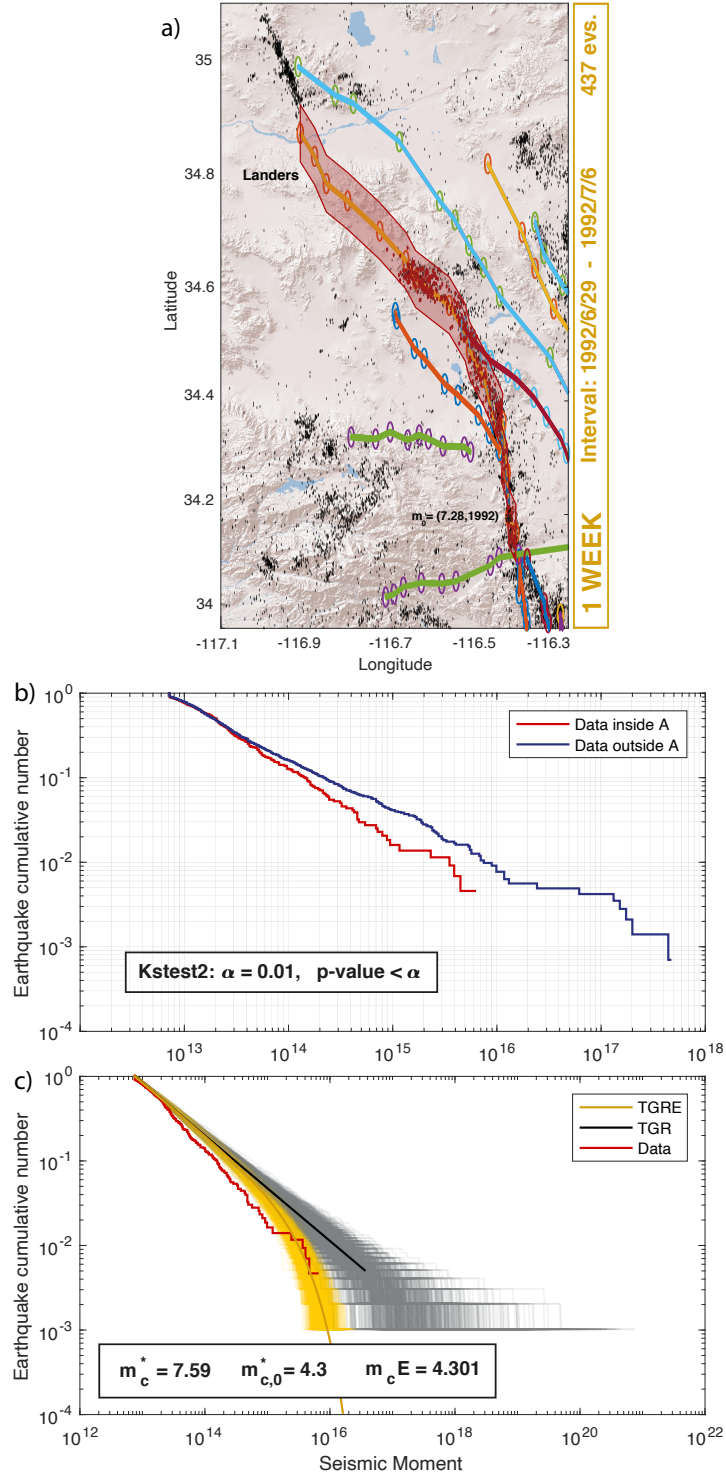 a)
35
34.8
34.6
34.4
34.2
34
Latitude
Landers
m0= (7.28,1992)
-117.1 -116.9 -116.7 -116.5 -116.3
Longitude
1 WEEK Interval: 1992/6/29 - 1992/7/6 437 evs.
b)
10^0
10^-1
10^-2
10^-3
10^-4
Earthquake cumulative number
Data inside A
Data outside A
Kstest2: α = 0.01, p-value < α
10^13 10^14 10^15 10^16 10^17 10^18
c)
10^0
10^-1
10^-2
10^-3
10^-4
Earthquake cumulative number
TGRE
TGR
Data
m*c = 7.59 m*c,0 = 4.3 mcE = 4.301
10^12 10^14 10^16 10^18 10^20 10^22
Seismic Moment